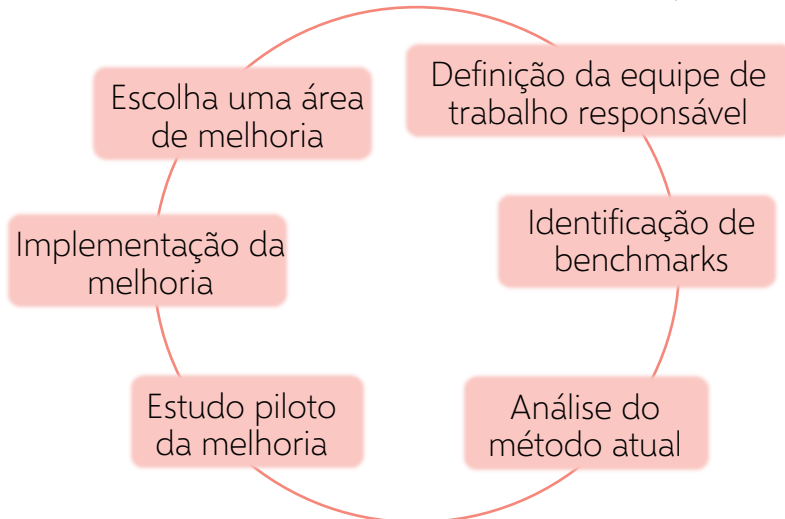 Escolha uma área
de melhoria
Definição da equipe de
trabalho responsável
Identificação de
benchmarks
Análise do
método atual
Estudo piloto
da melhoria
Implementação da
melhoria